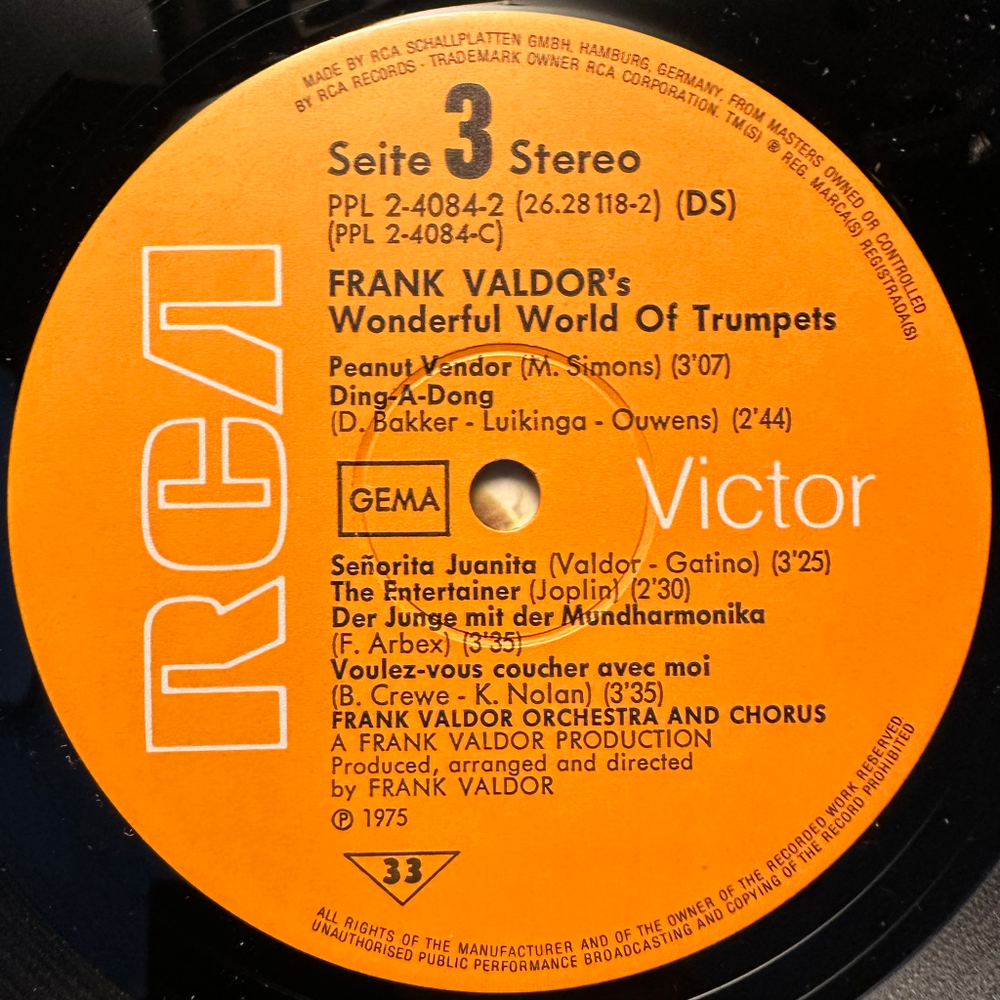 MADE BY RCA SCHALLPLATTEN GMBH, HAMBURG, GERMANY, FROM MASTERS OWNED OR CONTROLLED
BY RCA RECORDS · TRADEMARK OWNER RCA CORPORATION. TM(S) ® REG. MARCA(S) REGISTRADA(S)
Seite 3 Stereo
PPL 2-4084-2 (26.28118-2) (DS)
(PPL 2-4084-C)
FRANK VALDOR's
Wonderful World Of Trumpets
Peanut Vendor (M. Simons) (3'07)
Ding-A-Dong
(D. Bakker - Luikinga - Ouwens) (2'44)
RCA
GEMA
Victor
Señorita Juanita (Valdor - Gatino) (3'25)
The Entertainer (Joplin) (2'30)
Der Junge mit der Mundharmonika
(F. Arbex) (3'35)
Voulez-vous coucher avec moi
(B. Crewe - K. Nolan) (3'35)
FRANK VALDOR ORCHESTRA AND CHORUS
A FRANK VALDOR PRODUCTION
Produced, arranged and directed
by FRANK VALDOR
℗ 1975
33
ALL RIGHTS OF THE MANUFACTURER AND OF THE OWNER OF THE RECORDED WORK RESERVED
UNAUTHORISED PUBLIC PERFORMANCE BROADCASTING AND COPYING OF THE RECORD PROHIBITED